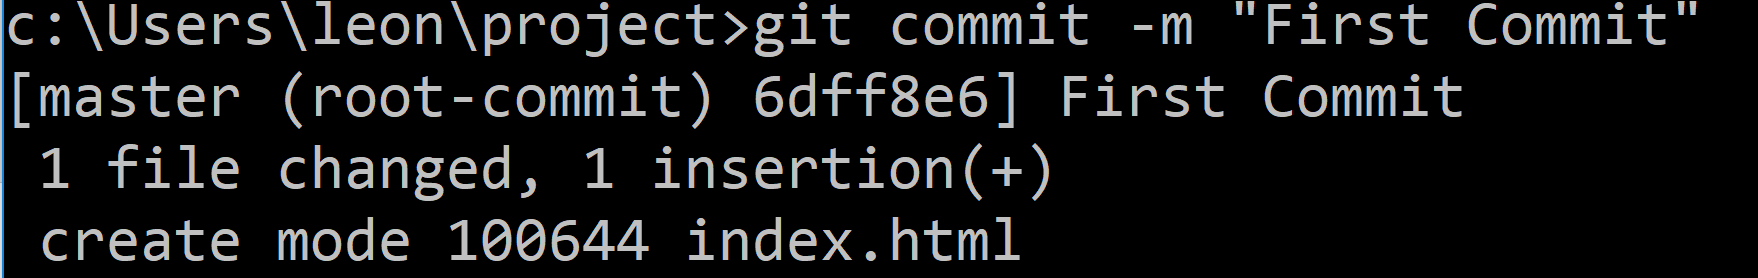 c:\Users\leon\project>git commit -m "First Commit"
[master (root-commit) 6dff8e6] First Commit
 1 file changed, 1 insertion(+)
 create mode 100644 index.html